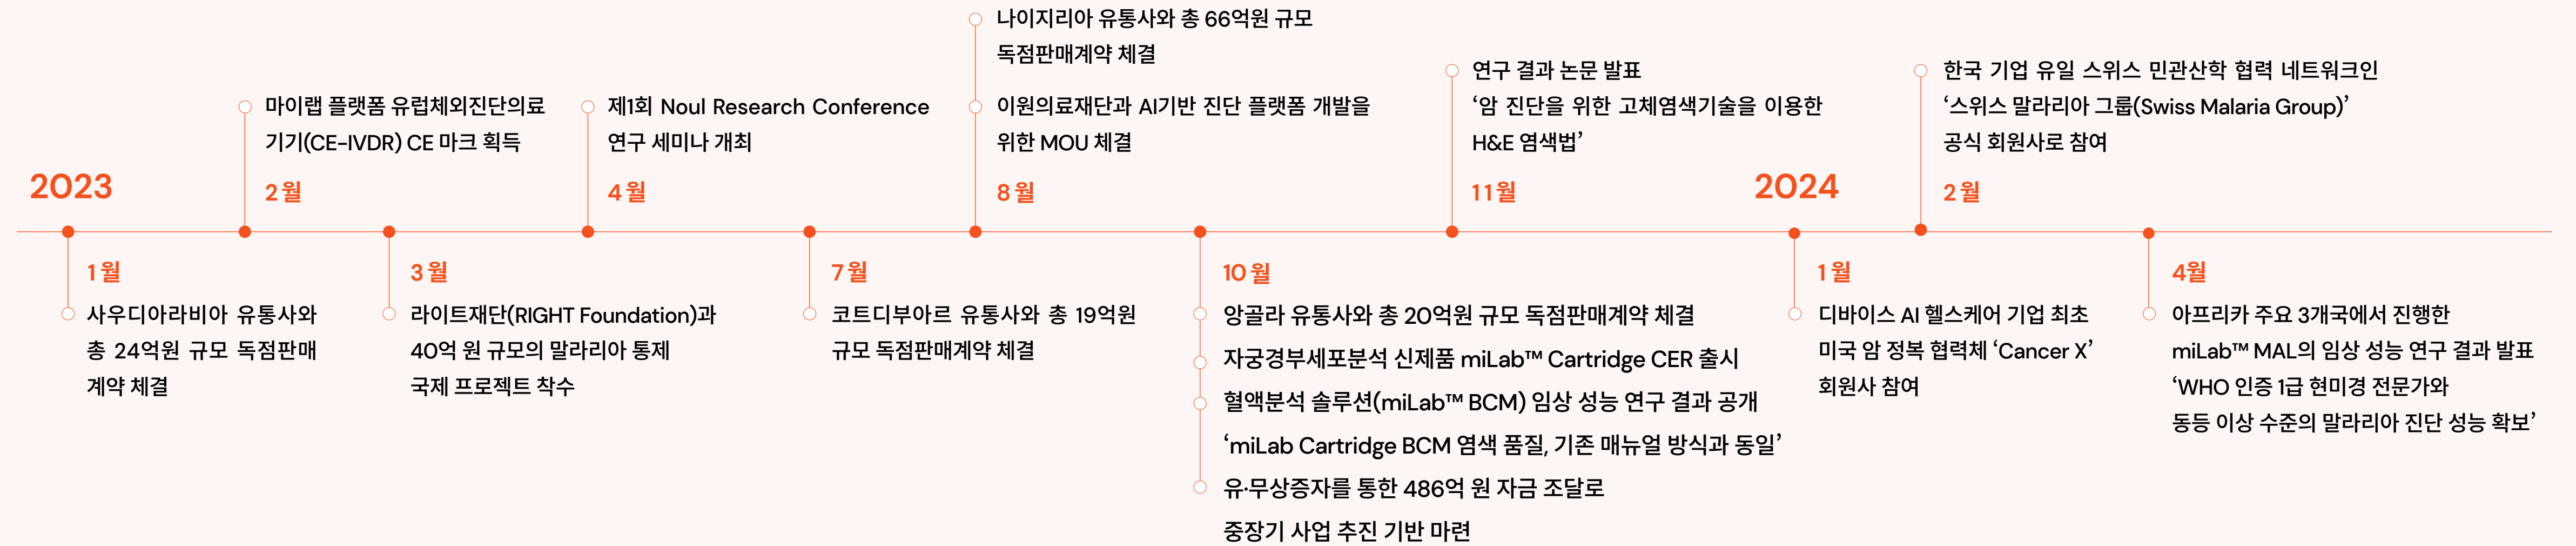 2023
1월
사우디아라비아 유통사와
총 24억원 규모 독점판매
계약 체결
마이랩 플랫폼 유럽체외진단의료
기기(CE-IVDR) CE 마크 획득
2월
3월
라이트재단(RIGHT Foundation)과
40억 원 규모의 말라리아 통제
국제 프로젝트 착수
제1회 Noul Research Conference
연구 세미나 개최
4월
7월
코트디부아르 유통사와 총 19억원
규모 독점판매계약 체결
나이지리아 유통사와 총 66억원 규모
독점판매계약 체결
이원의료재단과 AI기반 진단 플랫폼 개발을
위한 MOU 체결
8월
10월
앙골라 유통사와 총 20억원 규모 독점판매계약 체결
자궁경부세포분석 신제품 miLab™ Cartridge CER 출시
혈액분석 솔루션(miLab™ BCM) 임상 성능 연구 결과 공개
‘miLab Cartridge BCM 염색 품질, 기존 매뉴얼 방식과 동일’
유·무상증자를 통한 486억 원 자금 조달로
중장기 사업 추진 기반 마련
연구 결과 논문 발표
‘암 진단을 위한 고체염색기술을 이용한
H&E 염색법’
11월
2024
1월
디바이스 AI 헬스케어 기업 최초
미국 암 정복 협력체 ‘Cancer X’
회원사 참여
한국 기업 유일 스위스 민관산학 협력 네트워크인
‘스위스 말라리아 그룹(Swiss Malaria Group)’
공식 회원사로 참여
2월
4월
아프리카 주요 3개국에서 진행한
miLab™ MAL의 임상 성능 연구 결과 발표
‘WHO 인증 1급 현미경 전문가와
동등 이상 수준의 말라리아 진단 성능 확보’